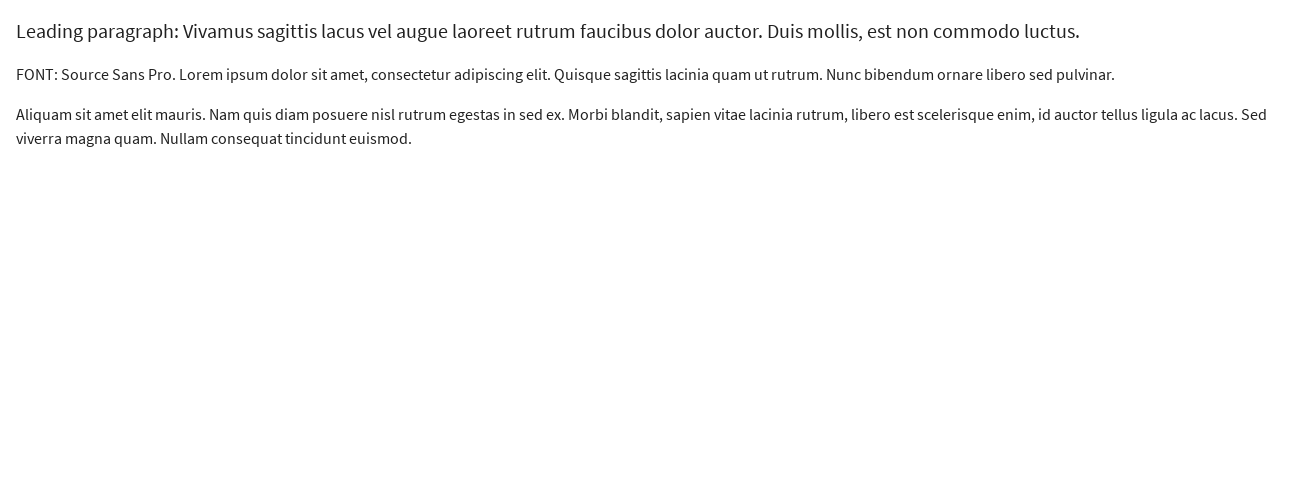 Leading paragraph: Vivamus sagittis lacus vel augue laoreet rutrum faucibus dolor auctor. Duis mollis, est non commodo luctus.
FONT: Source Sans Pro. Lorem ipsum dolor sit amet, consectetur adipiscing elit. Quisque sagittis lacinia quam ut rutrum. Nunc bibendum ornare libero sed pulvinar.
Aliquam sit amet elit mauris. Nam quis diam posuere nisl rutrum egestas in sed ex. Morbi blandit, sapien vitae lacinia rutrum, libero est scelerisque enim, id auctor tellus ligula ac lacus. Sed
viverra magna quam. Nullam consequat tincidunt euismod.